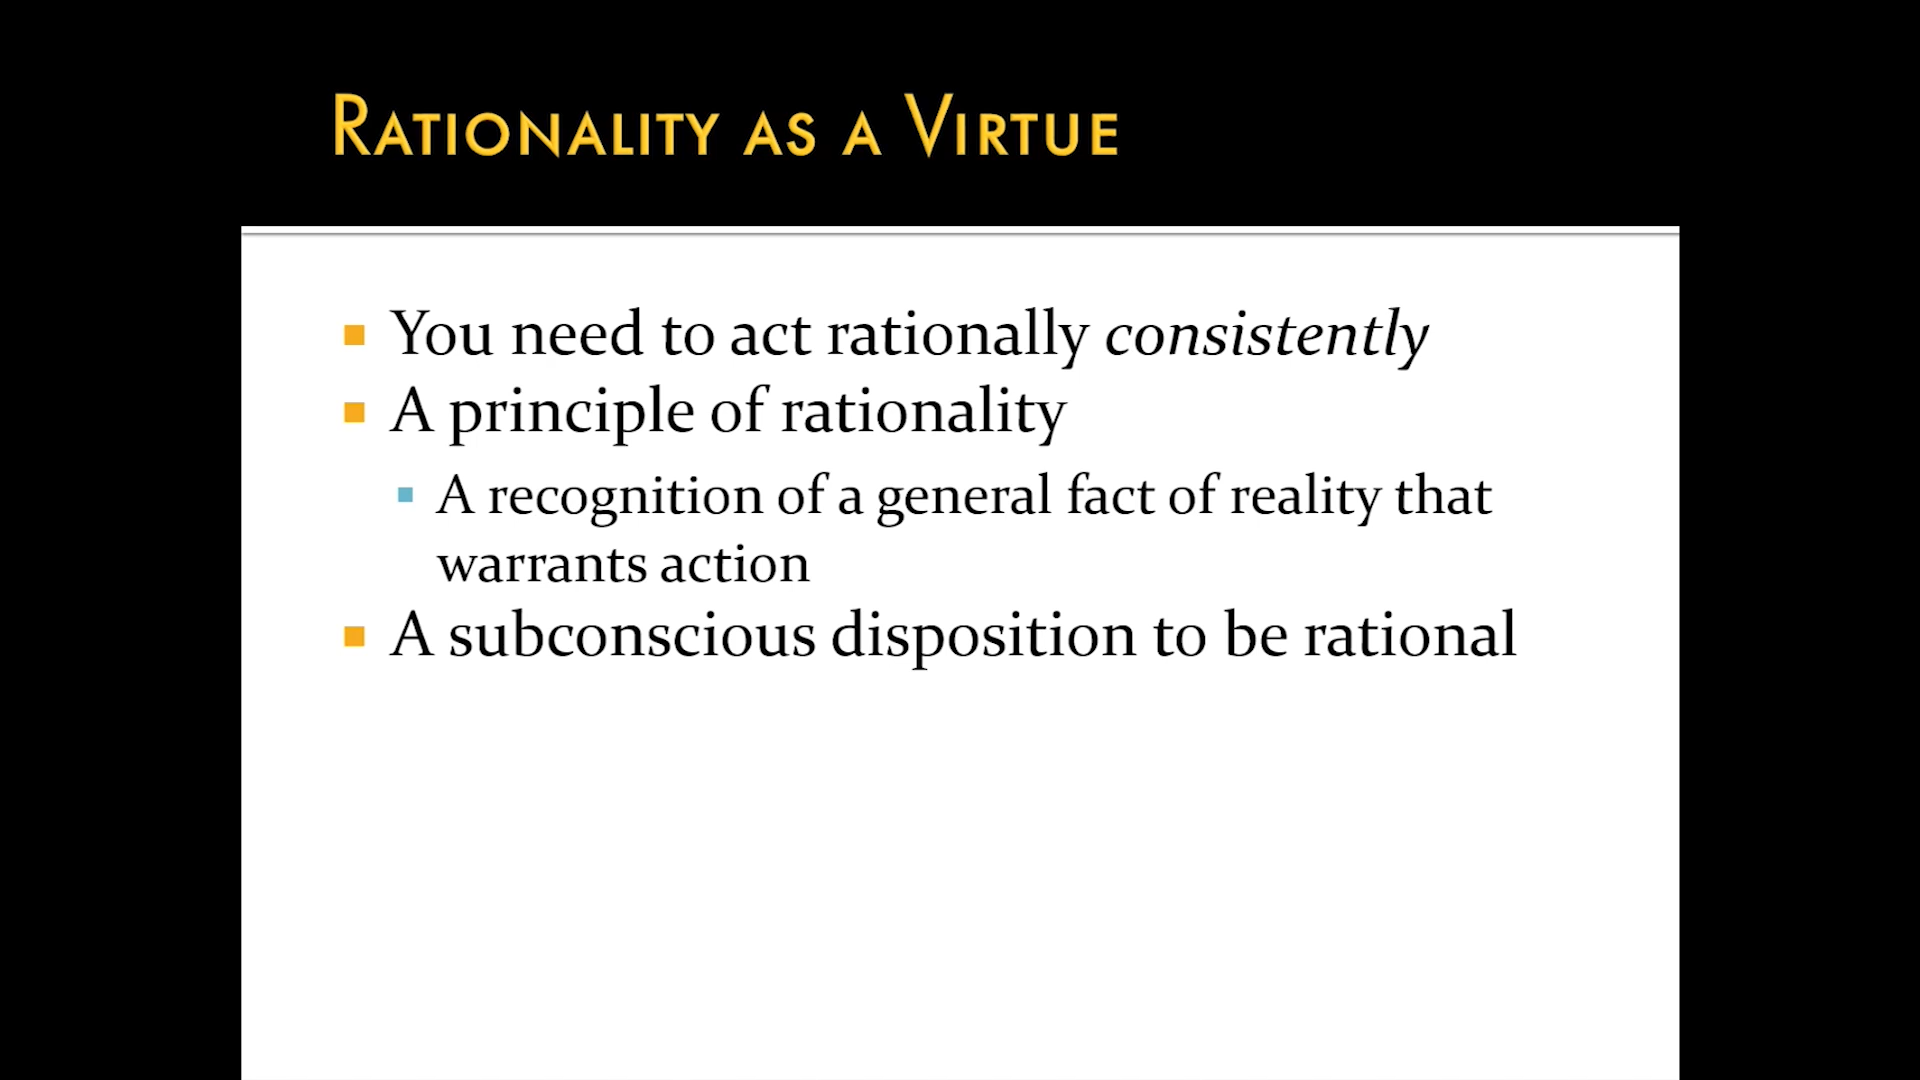 Rationality as a Virtue
You need to act rationally consistently
A principle of rationality
A recognition of a general fact of reality that
warrants action
A subconscious disposition to be rational